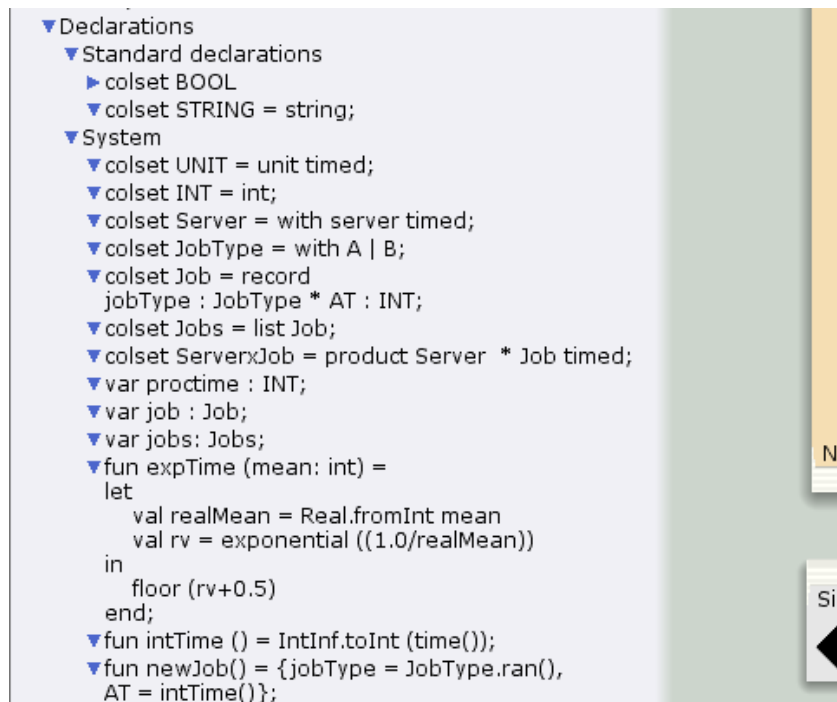 Declarations
Standard declarations
colset BOOL
colset STRING = string;
System
colset UNIT = unit timed;
colset INT = int;
colset Server = with server timed;
colset JobType = with A | B;
colset Job = record
jobType : JobType * AT : INT;
colset Jobs = list Job;
colset ServerxJob = product Server  * Job timed;
var proctime : INT;
var job : Job;
var jobs: Jobs;
fun expTime (mean: int) =
let
val realMean = Real.fromInt mean
val rv = exponential ((1.0/realMean))
in
floor (rv+0.5)
end;
fun intTime () = IntInf.toInt (time());
fun newJob() = {jobType = JobType.ran(),
AT = intTime()};
N
Si